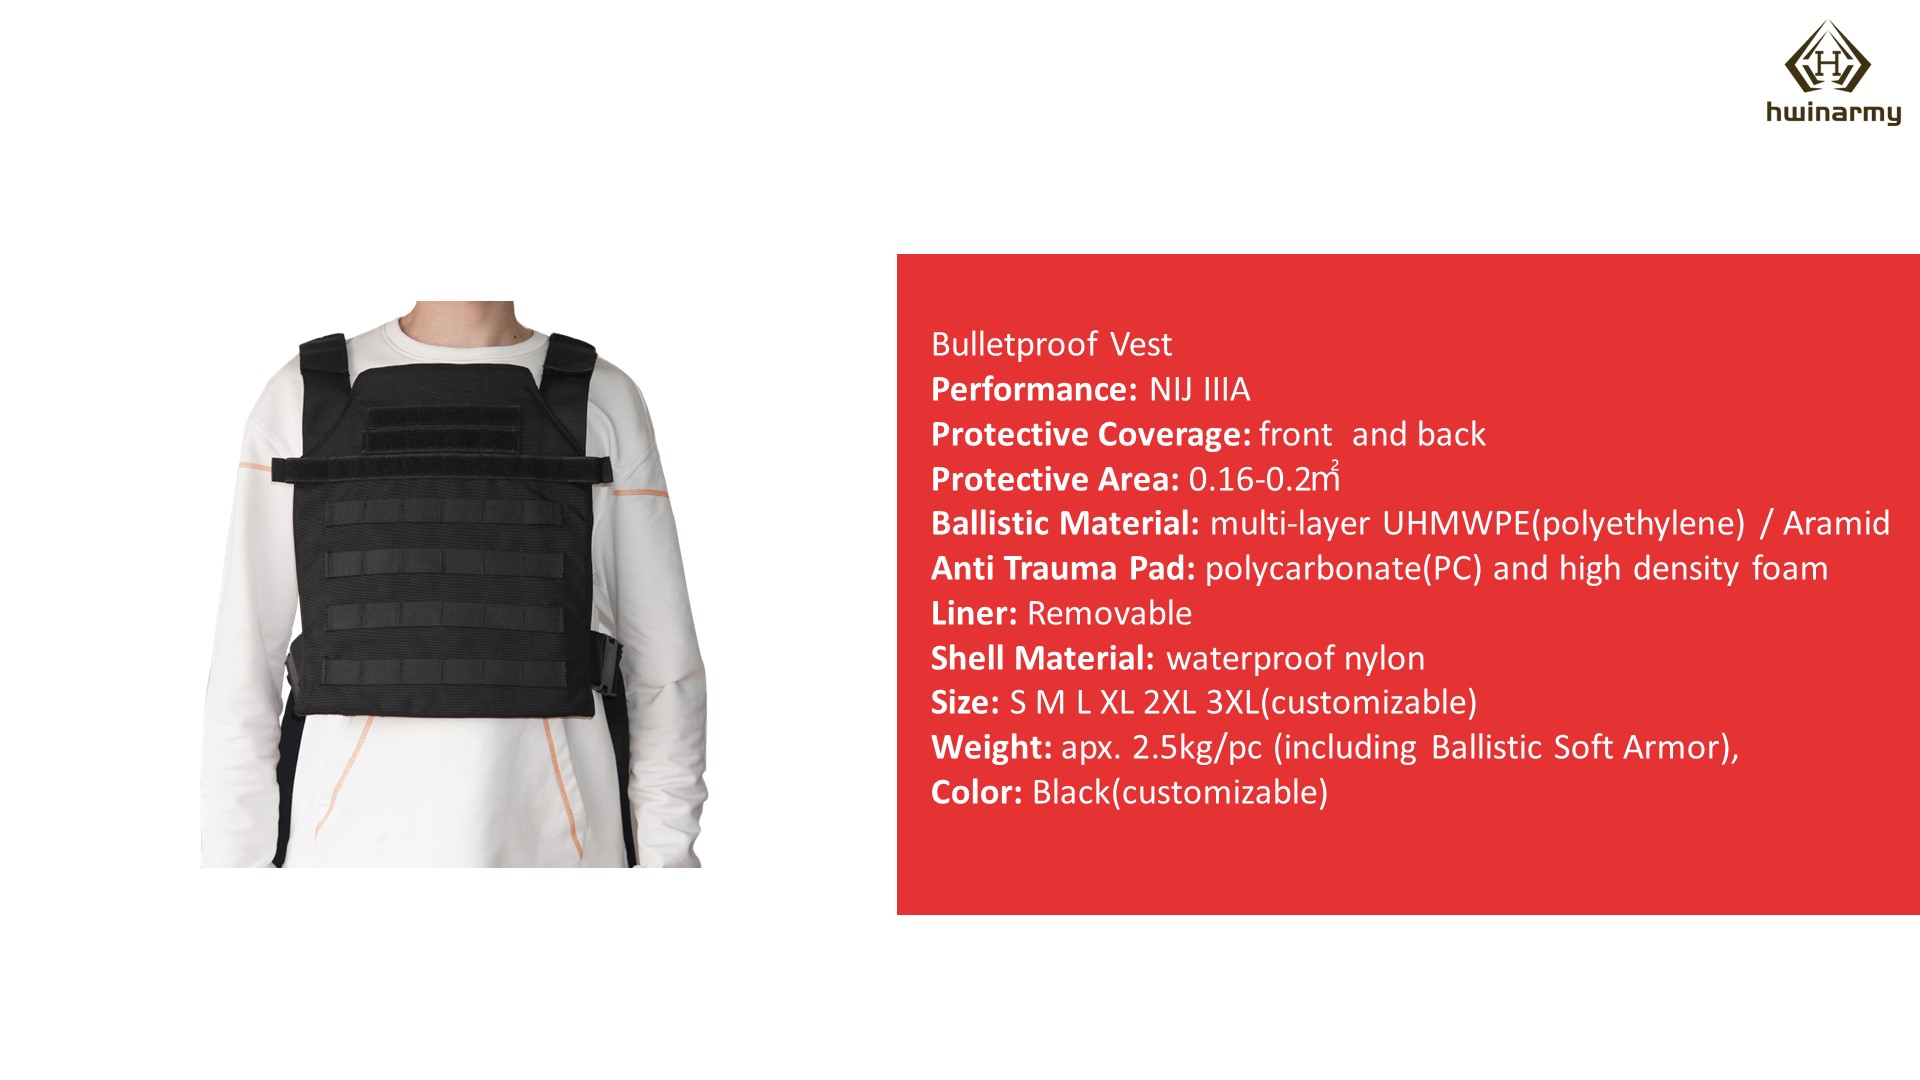 H
hwinarmy
Bulletproof Vest
Performance: NIJ IIIA
Protective Coverage: front and back
Protective Area: 0.16-0.2㎡
Ballistic Material: multi-layer UHMWPE(polyethylene) / Aramid
Anti Trauma Pad: polycarbonate(PC) and high density foam
Liner: Removable
Shell Material: waterproof nylon
Size: S M L XL 2XL 3XL(customizable)
Weight: apx. 2.5kg/pc (including Ballistic Soft Armor),
Color: Black(customizable)